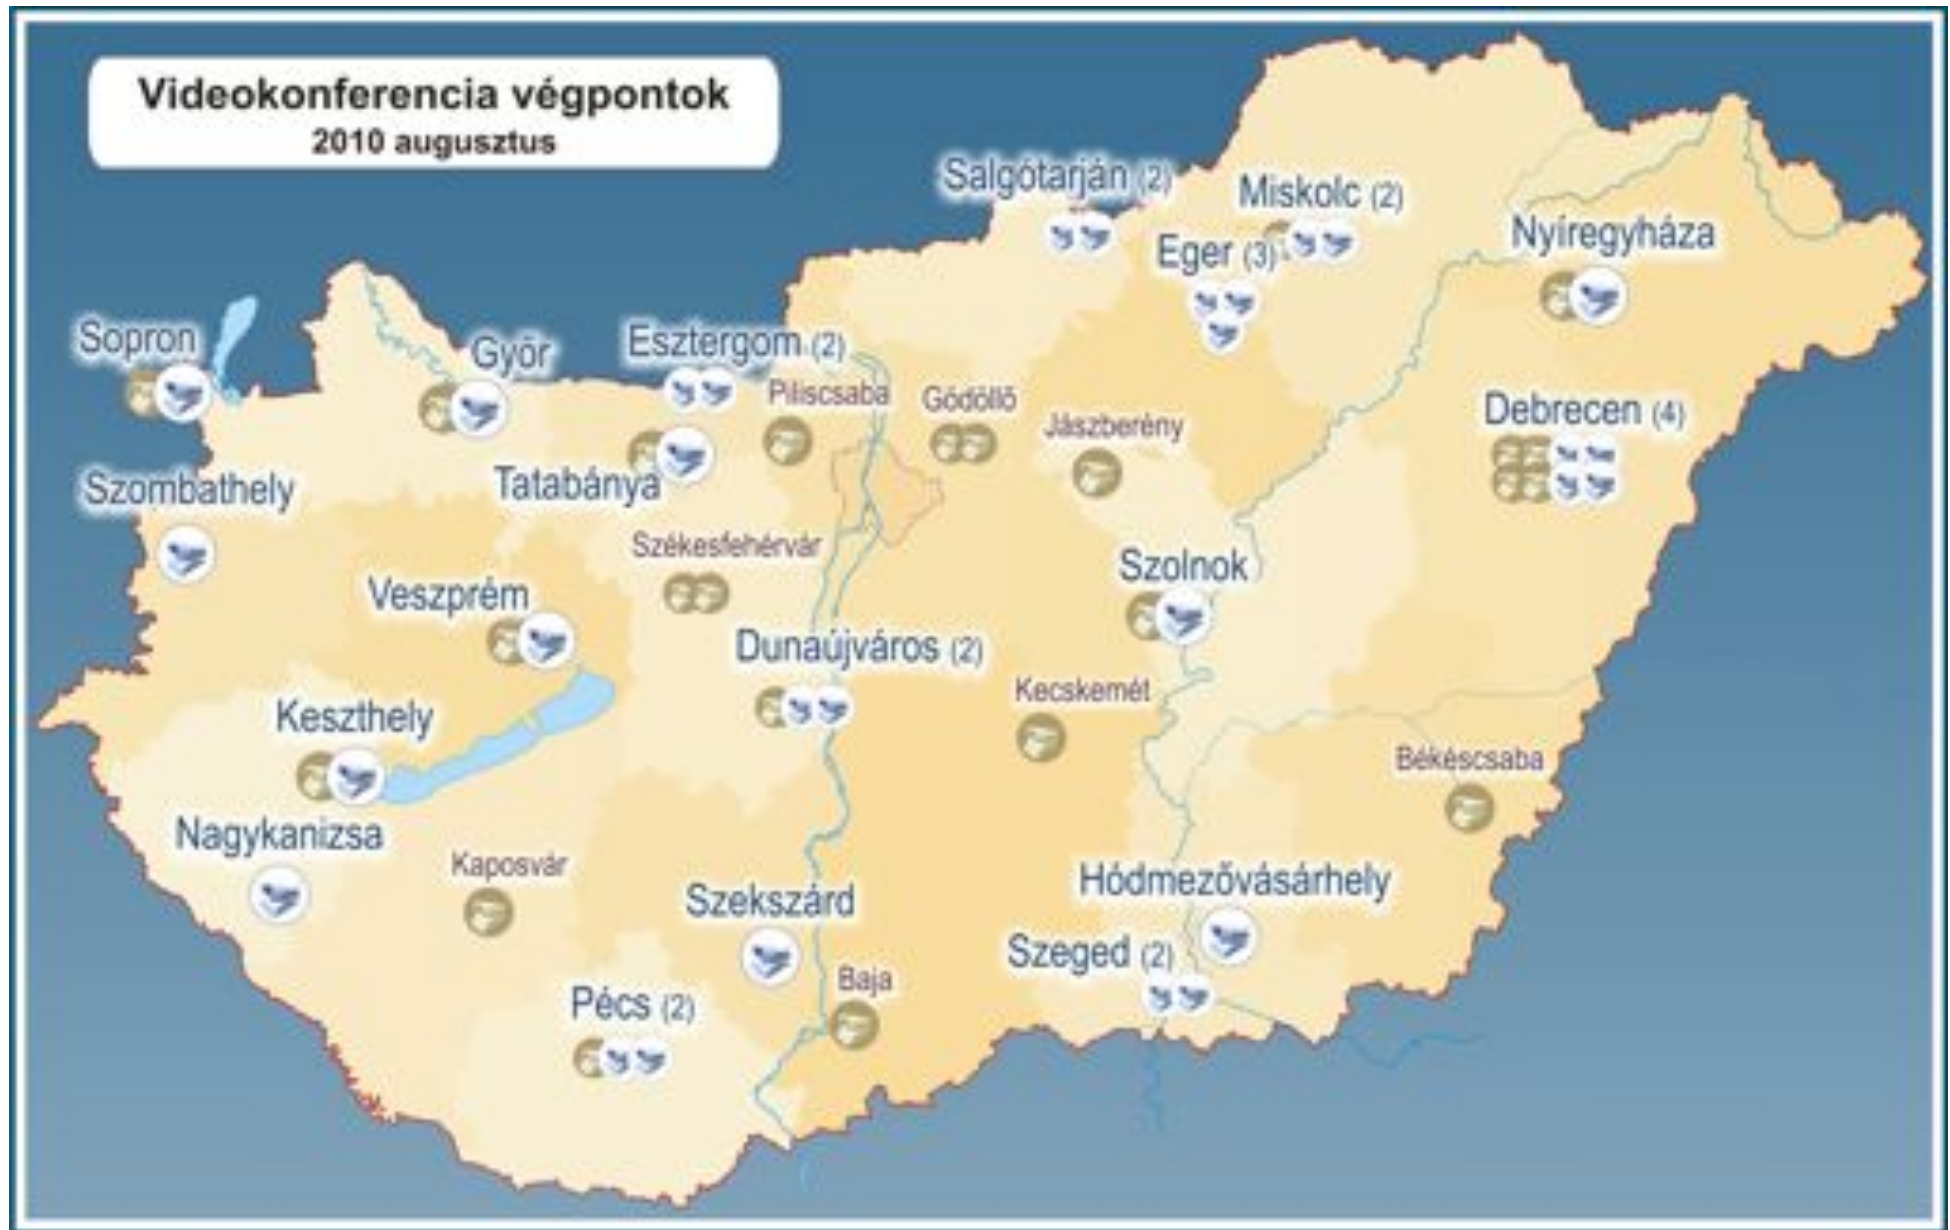 Videokonferencia végpontok
2010 augusztus
Salgótarján (2)
Miskolc (2)
Nyíregyháza
Eger (3)
Sopron
Győr
Esztergom (2)
Piliscsaba
Gödöllő
Jászberény
Debrecen (4)
Szombathely
Tatabánya
Székesfehérvár
Szolnok
Veszprém
Dunaújváros (2)
Kecskemét
Keszthely
Békéscsaba
Nagykanizsa
Kaposvár
Szekszárd
Hódmezővásárhely
Szeged (2)
Baja
Pécs (2)